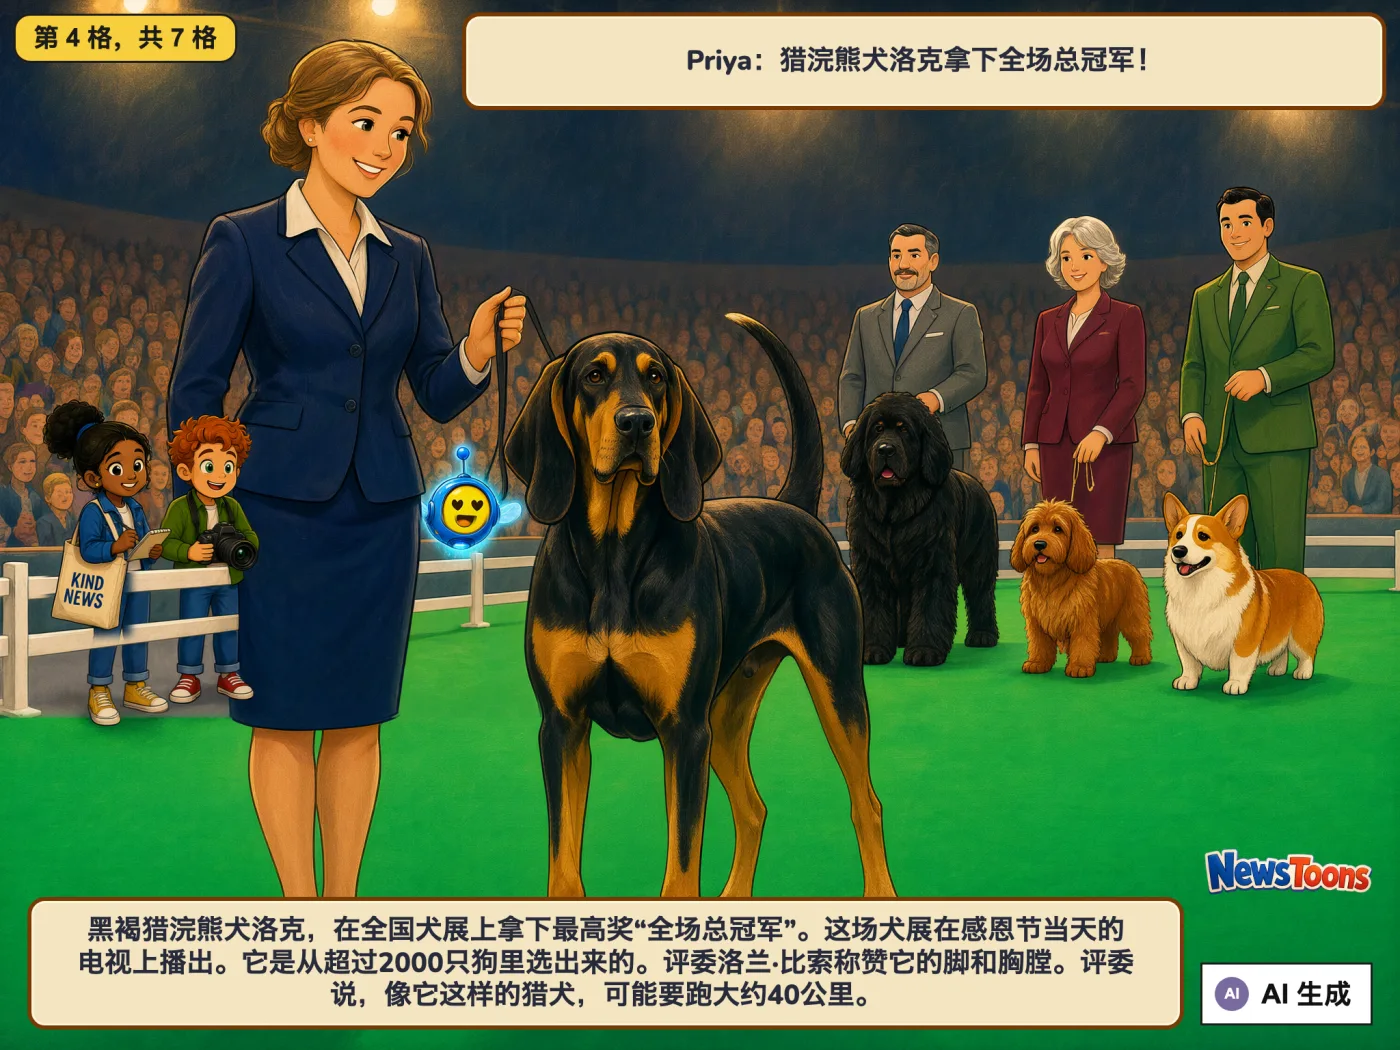 第 4 格，共 7 格
Priya：猎浣熊犬洛克拿下全场总冠军！
KIND
NEWS
NewsToons
黑褐猎浣熊犬洛克，在全国犬展上拿下最高奖“全场总冠军”。这场犬展在感恩节当天的
电视上播出。它是从超过2000只狗里选出来的。评委洛兰·比索称赞它的脚和胸膛。评委
说，像它这样的猎犬，可能要跑大约40公里。
AI AI 生成